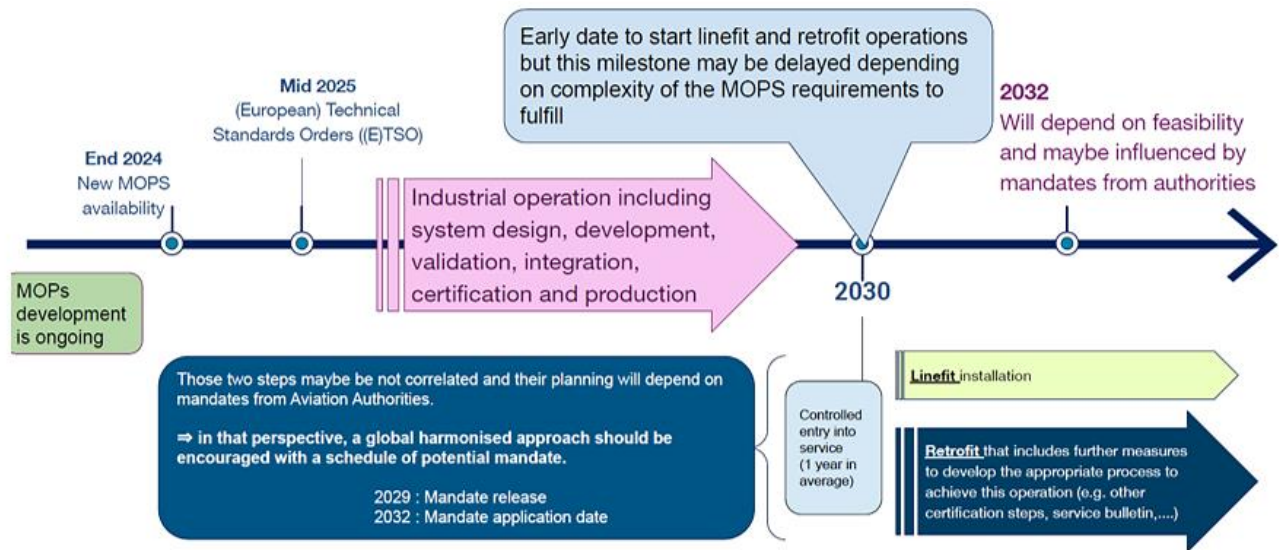 Early date to start linefit and retrofit operations
but this milestone may be delayed depending
on complexity of the MOPS requirements to
fulfill
Mid 2025
(European) Technical
Standards Orders ((E)TSO)
2032
Will depend on feasibility
and maybe influenced by
mandates from authorities
End 2024
New MOPS
availability
Industrial operation including
system design, development,
validation, integration,
certification and production
2030
MOPs
development
is ongoing
Those two steps maybe be not correlated and their planning will depend on
mandates from Aviation Authorities.
⇒ in that perspective, a global harmonised approach should be
encouraged with a schedule of potential mandate.
2029 : Mandate release
2032 : Mandate application date
Controlled
entry into
service
(1 year in
average)
Linefit installation
Retrofit that includes further measures
to develop the appropriate process to
achieve this operation (e.g. other
certification steps, service bulletin,....)